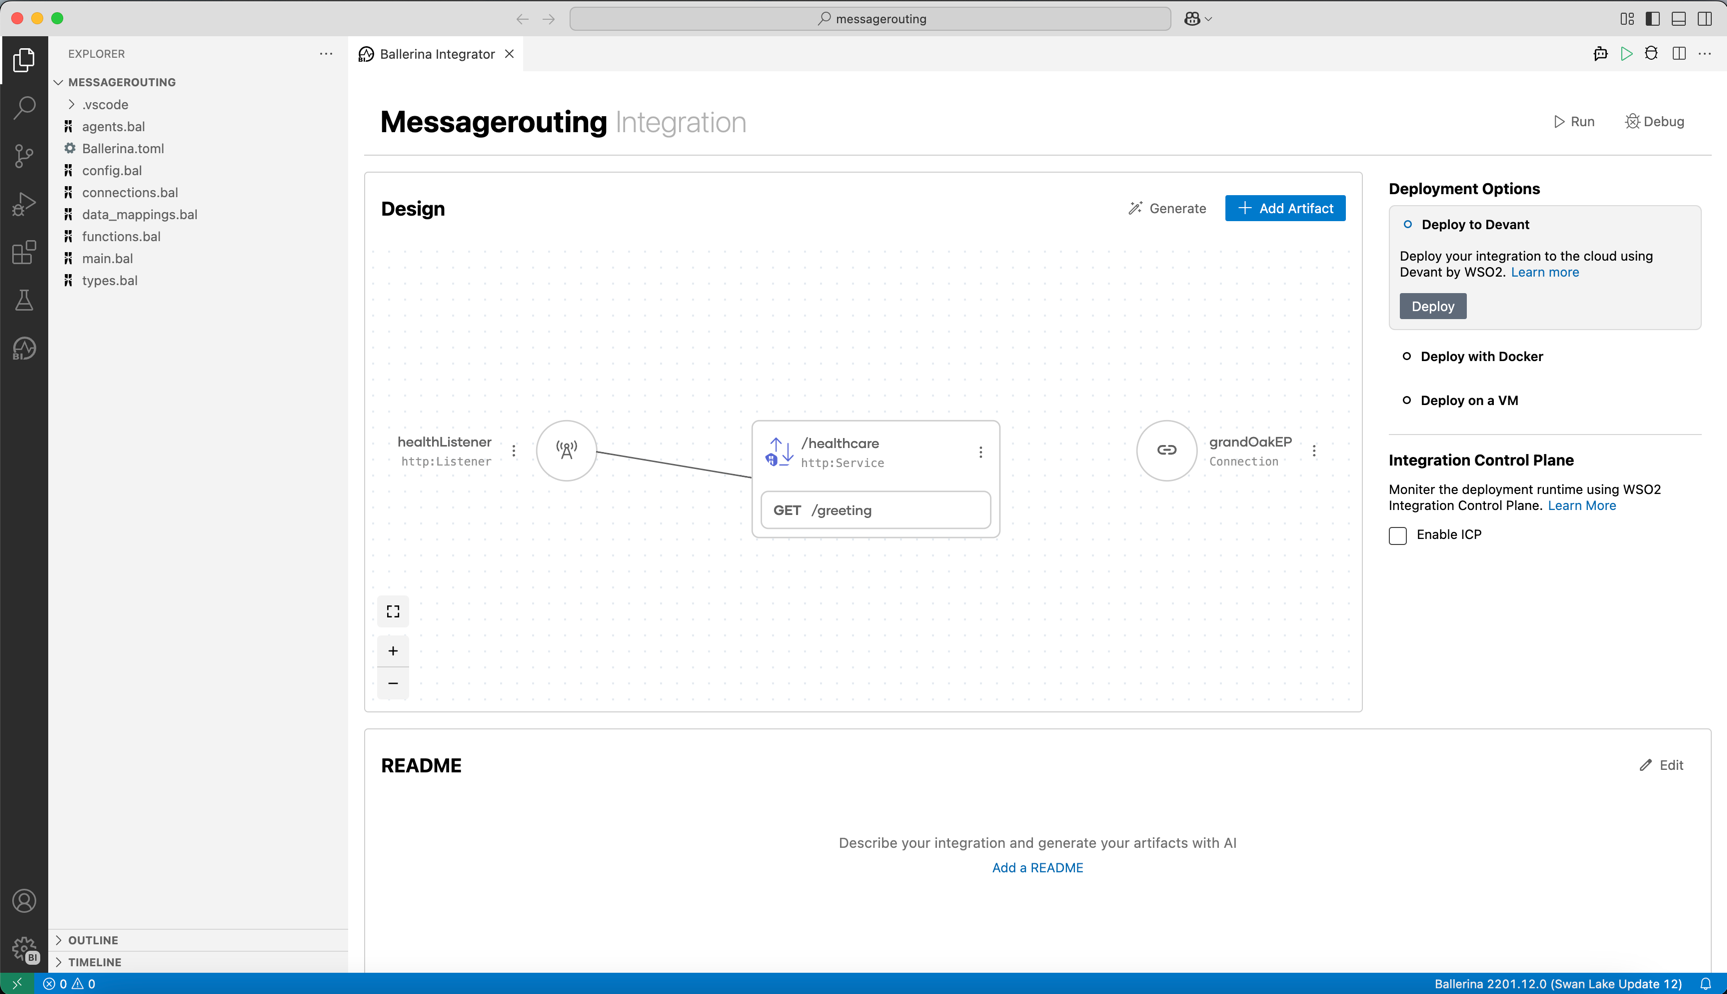 messagerouting
EXPLORER
MESSAGEROUTING
.vscode
agents.bal
Ballerina.toml
config.bal
connections.bal
data_mappings.bal
functions.bal
main.bal
types.bal
OUTLINE
TIMELINE
Ballerina Integrator
Messagerouting Integration
Run
Debug
Design
Generate
Add Artifact
healthListener
http:Listener
/healthcare
http:Service
GET /greeting
grandOakEP
Connection
Deployment Options
Deploy to Devant
Deploy your integration to the cloud using
Devant by WSO2. Learn more
Deploy
Deploy with Docker
Deploy on a VM
Integration Control Plane
Moniter the deployment runtime using WSO2
Integration Control Plane. Learn More
Enable ICP
README
Edit
Describe your integration and generate your artifacts with AI
Add a README
BI
BI
0 0
Ballerina 2201.12.0 (Swan Lake Update 12)